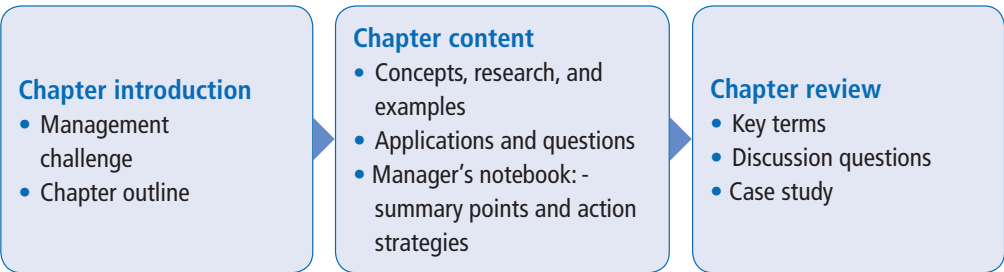 Chapter introduction
• Management
challenge
• Chapter outline
Chapter content
• Concepts, research, and
examples
• Applications and questions
• Manager’s notebook: -
summary points and action
strategies
Chapter review
• Key terms
• Discussion questions
• Case study